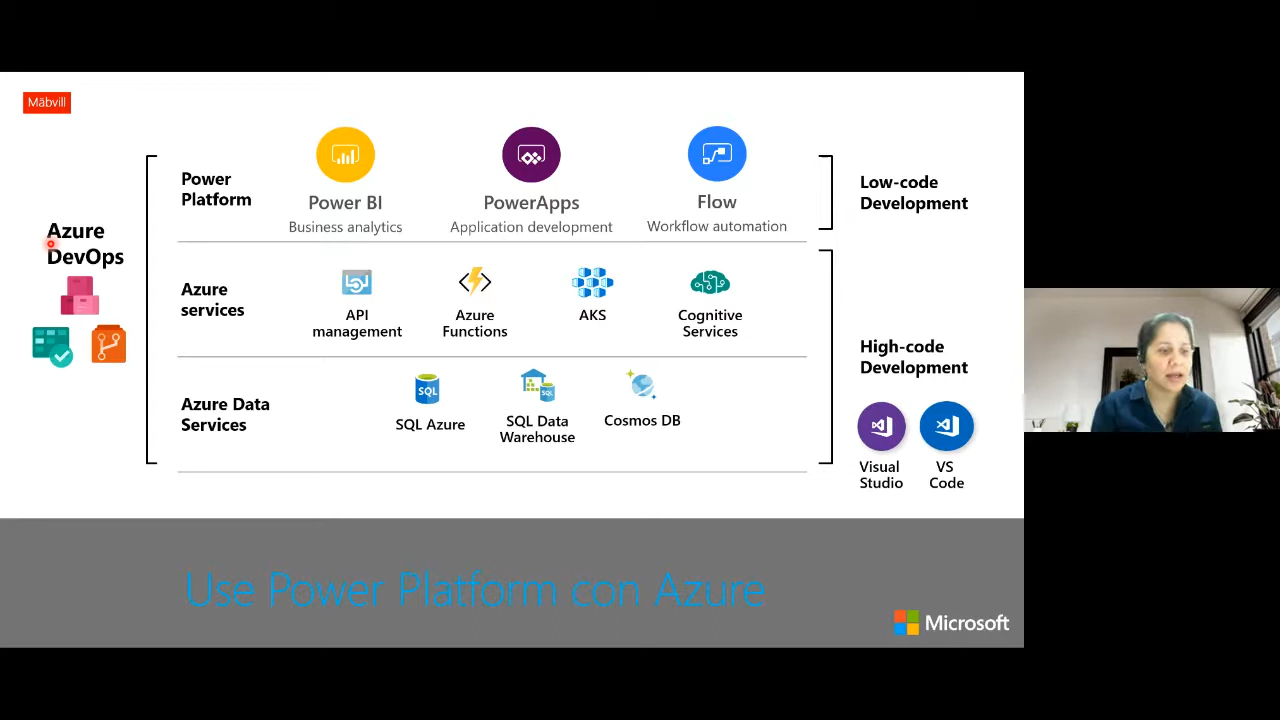 Mābvill
Power BI
PowerApps
Flow
Business analytics
Application development
Workflow automation
Power
Platform
Low-code
Development
Azure
DevOps
Azure
services
API
management
Azure
Functions
AKS
Cognitive
Services
High-code
Development
Azure Data
Services
SQL
SQL Azure
SQL
SQL Data
Warehouse
Cosmos DB
Visual
Studio
VS
Code
Use Power Platform con Azure
Microsoft